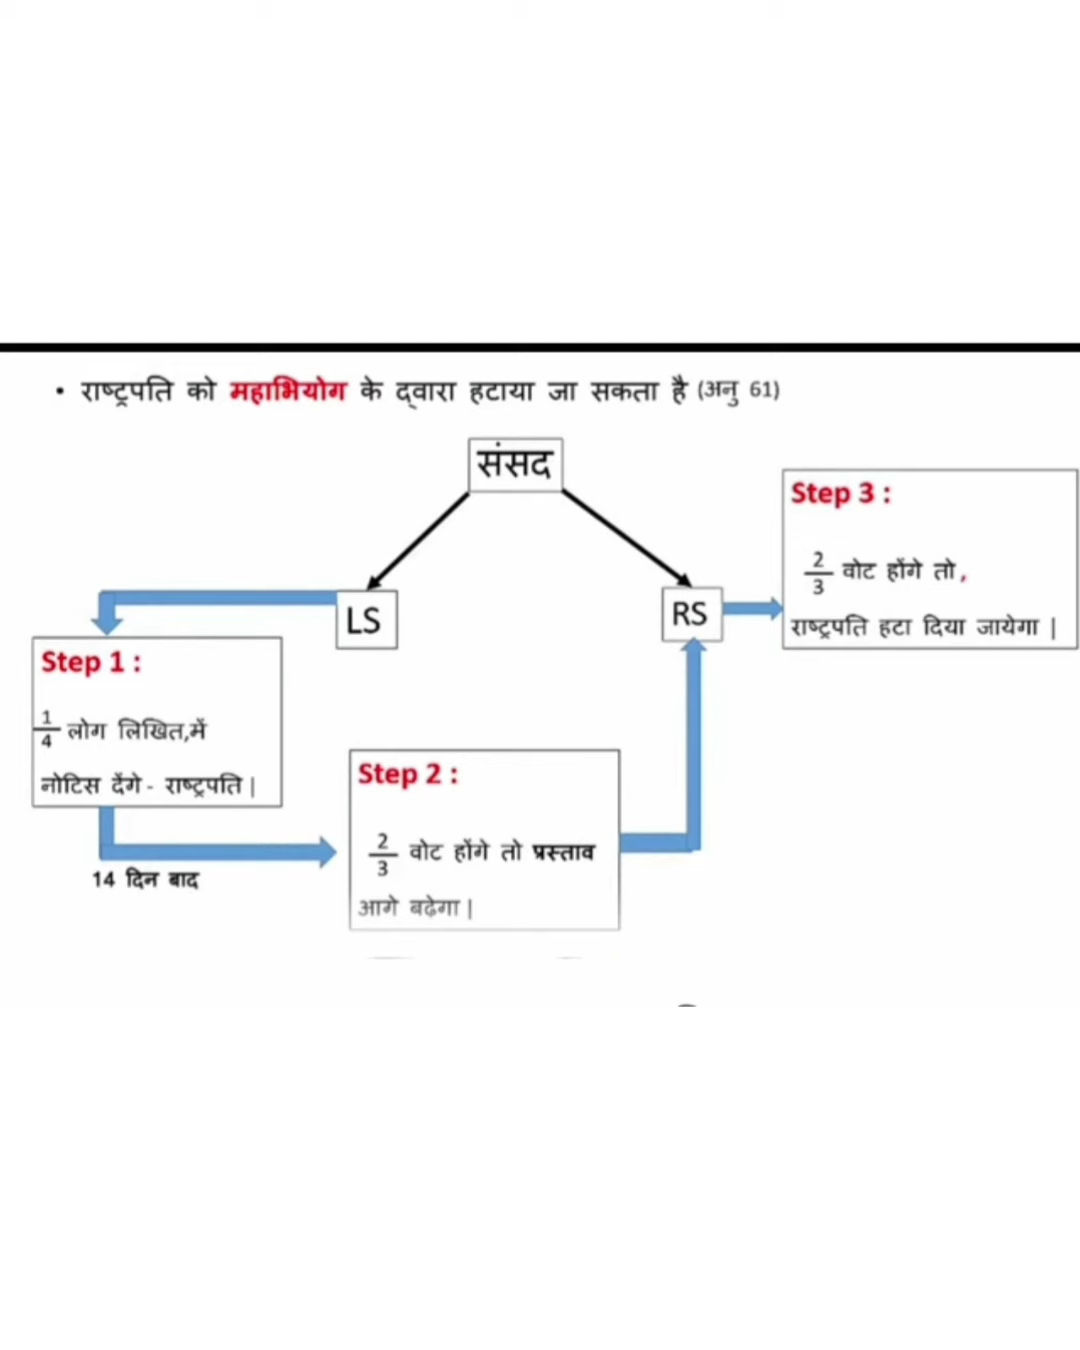 • राष्ट्रपति को महाभियोग के द्वारा हटाया जा सकता है (अनु 61)
संसद
LS
RS
Step 1 :
1/4 लोग लिखित,में
नोटिस देंगे - राष्ट्रपति |
14 दिन बाद
Step 2 :
2/3 वोट होंगे तो प्रस्ताव
आगे बढ़ेगा |
Step 3 :
2/3 वोट होंगे तो ,
राष्ट्रपति हटा दिया जायेगा |